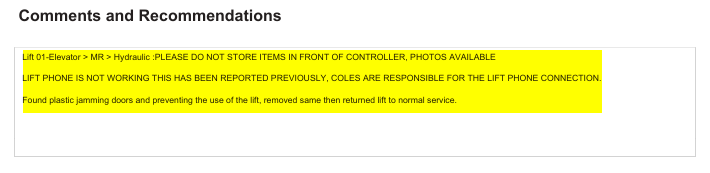 Comments and Recommendations
Lift 01-Elevator > MR > Hydraulic :PLEASE DO NOT STORE ITEMS IN FRONT OF CONTROLLER, PHOTOS AVAILABLE
LIFT PHONE IS NOT WORKING THIS HAS BEEN REPORTED PREVIOUSLY, COLES ARE RESPONSIBLE FOR THE LIFT PHONE CONNECTION.
Found plastic jamming doors and preventing the use of the lift, removed same then returned lift to normal service.